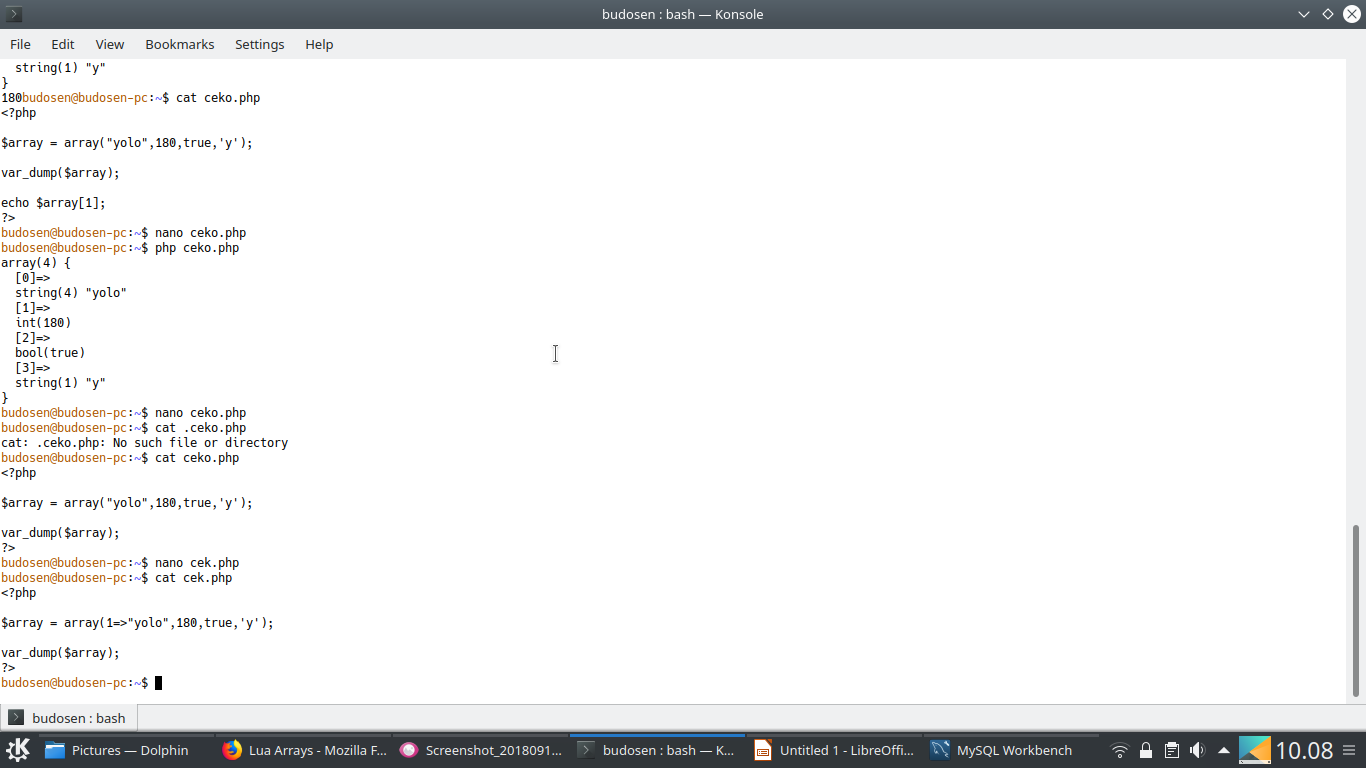 budosen : bash — Konsole
File Edit View Bookmarks Settings Help
  string(1) "y"
}
180budosen@budosen-pc:~$ cat ceko.php
<?php

$array = array("yolo",180,true,'y');

var_dump($array);

echo $array[1];
?>
budosen@budosen-pc:~$ nano ceko.php
budosen@budosen-pc:~$ php ceko.php
array(4) {
  [0]=>
  string(4) "yolo"
  [1]=>
  int(180)
  [2]=>
  bool(true)
  [3]=>
  string(1) "y"
}
budosen@budosen-pc:~$ nano ceko.php
budosen@budosen-pc:~$ cat .ceko.php
cat: .ceko.php: No such file or directory
budosen@budosen-pc:~$ cat ceko.php
<?php

$array = array("yolo",180,true,'y');

var_dump($array);
?>
budosen@budosen-pc:~$ nano cek.php
budosen@budosen-pc:~$ cat cek.php
<?php

$array = array(1=>"yolo",180,true,'y');

var_dump($array);
?>
budosen@budosen-pc:~$
budosen : bash
Pictures — Dolphin Lua Arrays - Mozilla F... Screenshot_2018091... budosen : bash — K... Untitled 1 - LibreOffi... MySQL Workbench 10.08